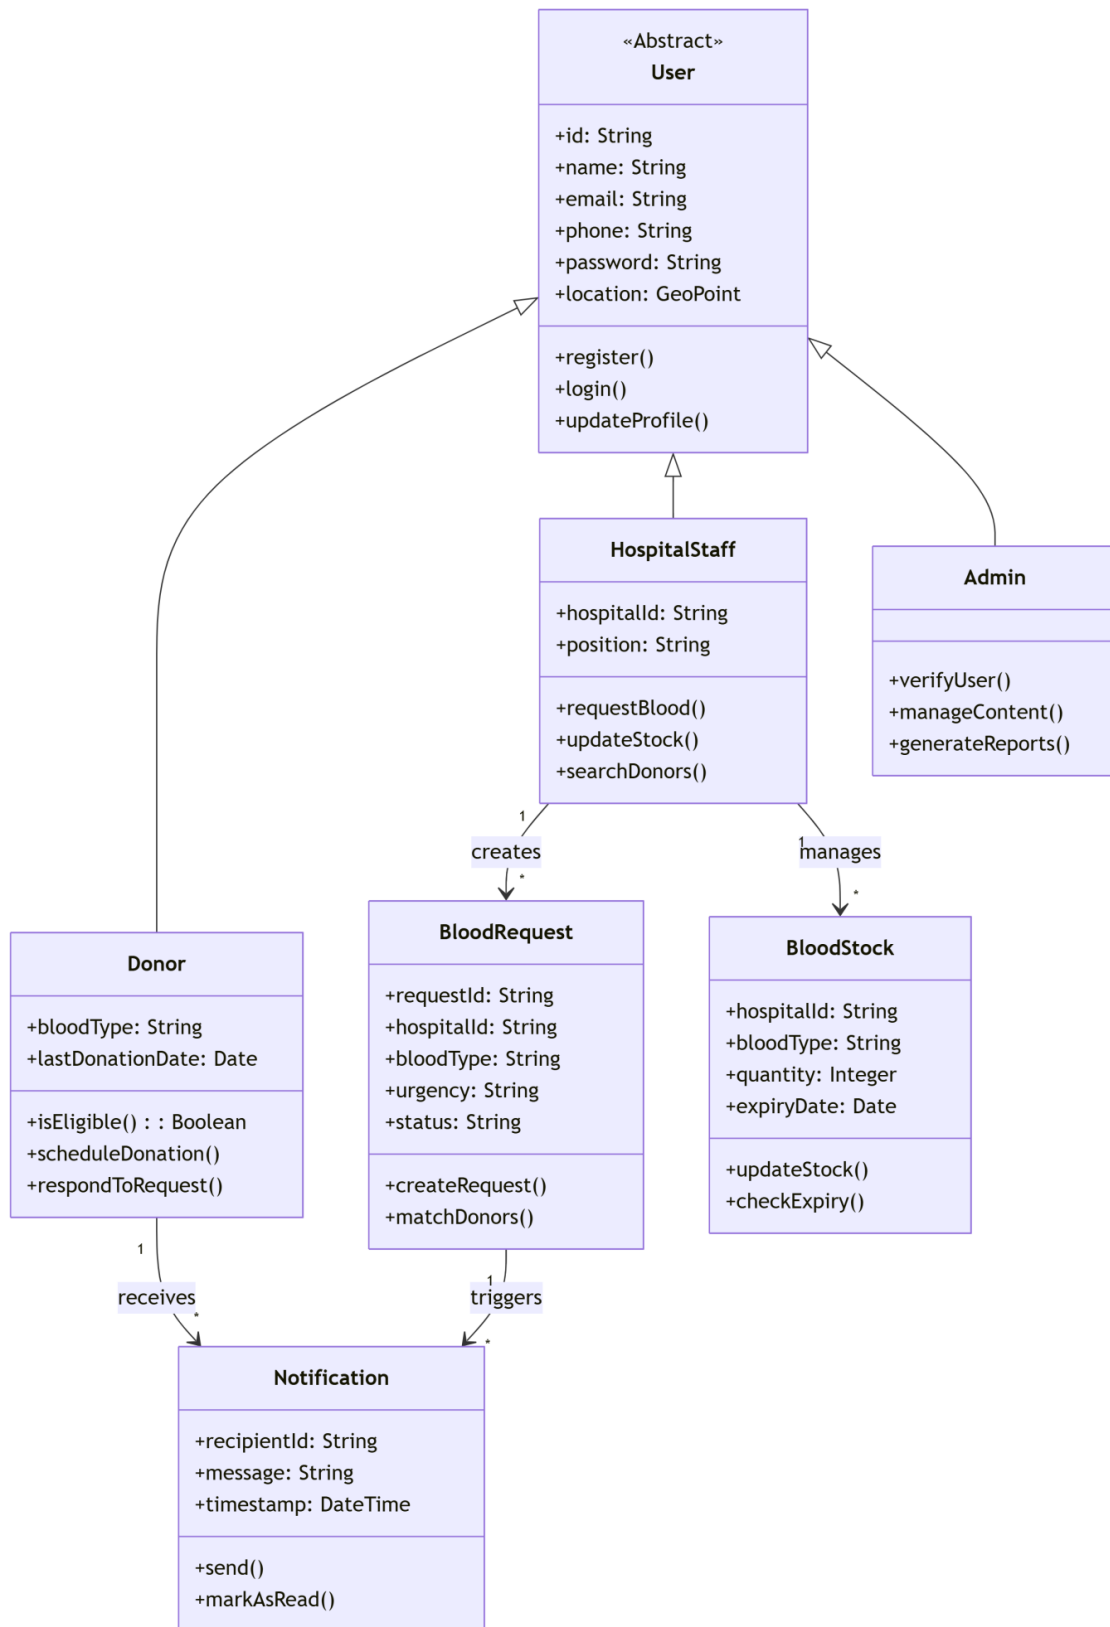 «Abstract»
User
+id: String
+name: String
+email: String
+phone: String
+password: String
+location: GeoPoint
+register()
+login()
+updateProfile()
HospitalStaff
+hospitalId: String
+position: String
+requestBlood()
+updateStock()
+searchDonors()
Admin
+verifyUser()
+manageContent()
+generateReports()
1
creates
*
1
manages
*
Donor
+bloodType: String
+lastDonationDate: Date
+isEligible() : : Boolean
+scheduleDonation()
+respondToRequest()
BloodRequest
+requestId: String
+hospitalId: String
+bloodType: String
+urgency: String
+status: String
+createRequest()
+matchDonors()
BloodStock
+hospitalId: String
+bloodType: String
+quantity: Integer
+expiryDate: Date
+updateStock()
+checkExpiry()
1
receives
*
1
triggers
*
Notification
+recipientId: String
+message: String
+timestamp: DateTime
+send()
+markAsRead()